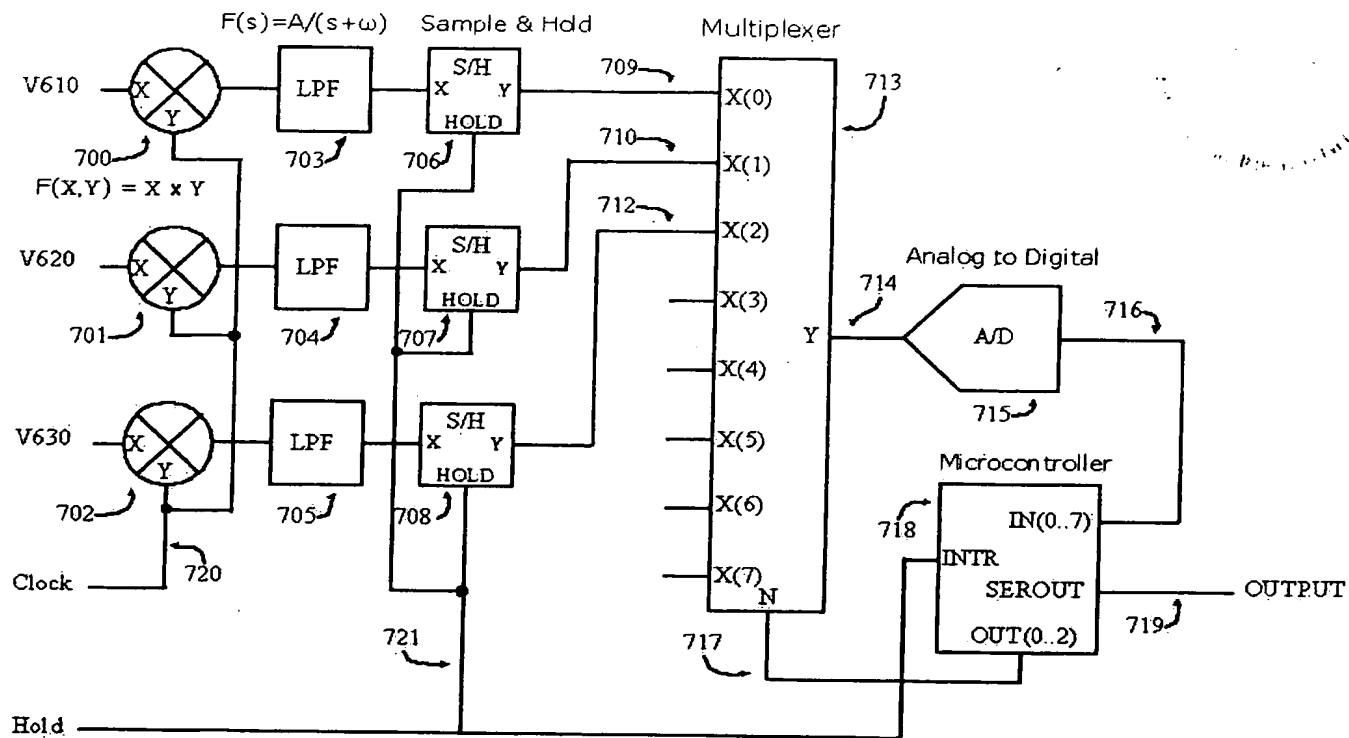 F(s)=A/(s+ω)
Sample & Hold
Multiplexer
V610
X
Y
700
LPF
703
S/H
X
Y
HOLD
706
709
X(0)
713
F(X,Y) = X x Y
710
X(1)
712
X(2)
V620
X
Y
701
LPF
704
S/H
X
Y
HOLD
707
X(3)
Y
714
Analog to Digital
A/D
715
716
X(4)
V630
X
Y
702
LPF
705
S/H
X
Y
HOLD
708
X(5)
X(6)
X(7)
N
717
Microcontroller
718
IN(0..7)
INTR
SEROUT
OUT(0..2)
719
OUTPUT
Clock
720
721
Hold